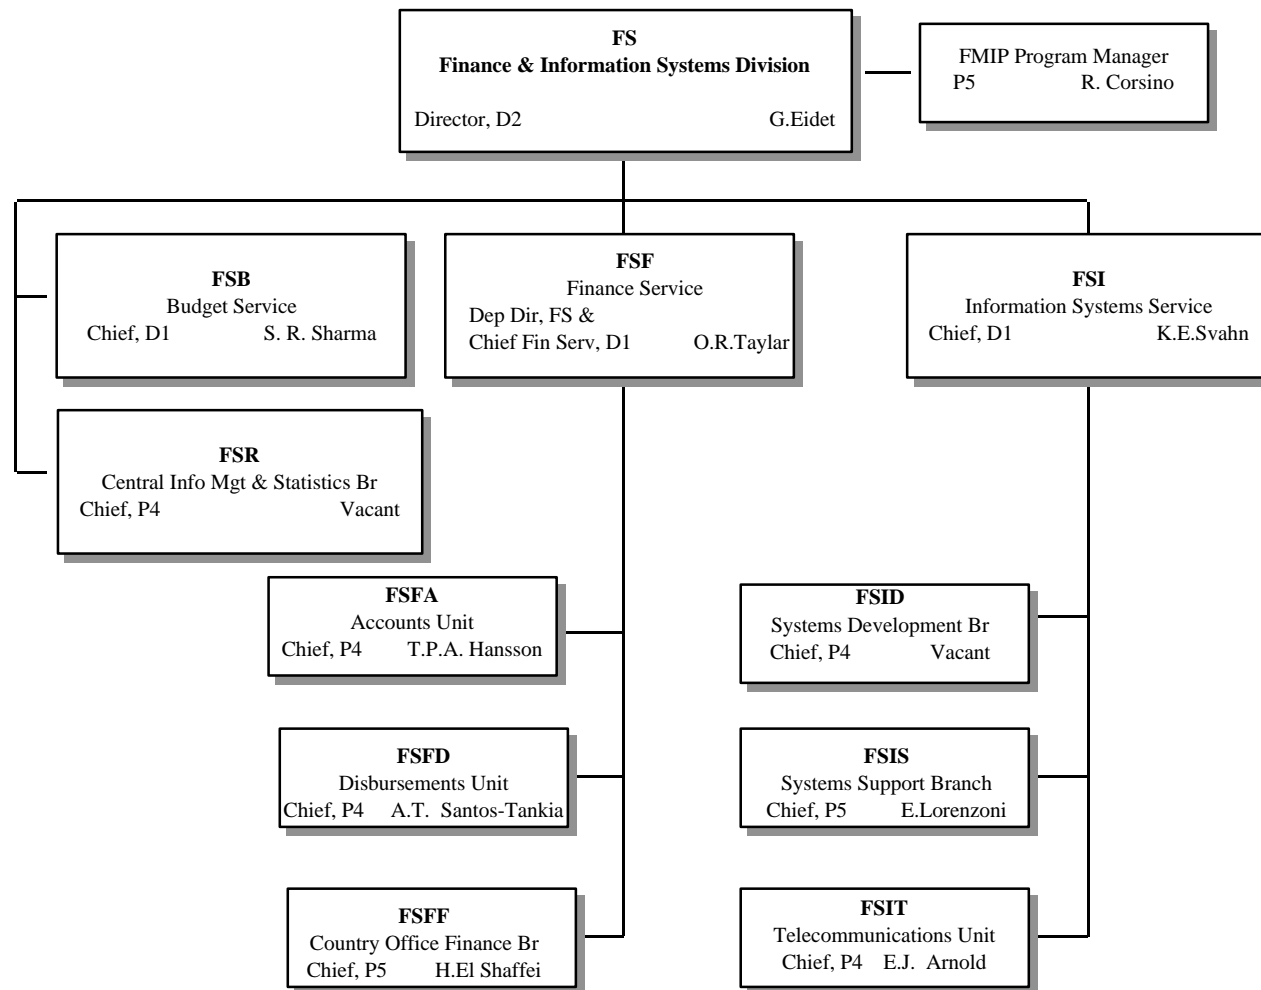 FS
Finance & Information Systems Division
Director, D2 G.Eidet
FMIP Program Manager
P5 R. Corsino
FSB
Budget Service
Chief, D1 S. R. Sharma
FSF
Finance Service
Dep Dir, FS &
Chief Fin Serv, D1 O.R.Taylar
FSI
Information Systems Service
Chief, D1 K.E.Svahn
FSR
Central Info Mgt & Statistics Br
Chief, P4 Vacant
FSFA
Accounts Unit
Chief, P4 T.P.A. Hansson
FSID
Systems Development Br
Chief, P4 Vacant
FSFD
Disbursements Unit
Chief, P4 A.T. Santos-Tankia
FSIS
Systems Support Branch
Chief, P5 E.Lorenzoni
FSFF
Country Office Finance Br
Chief, P5 H.El Shaffei
FSIT
Telecommunications Unit
Chief, P4 E.J. Arnold